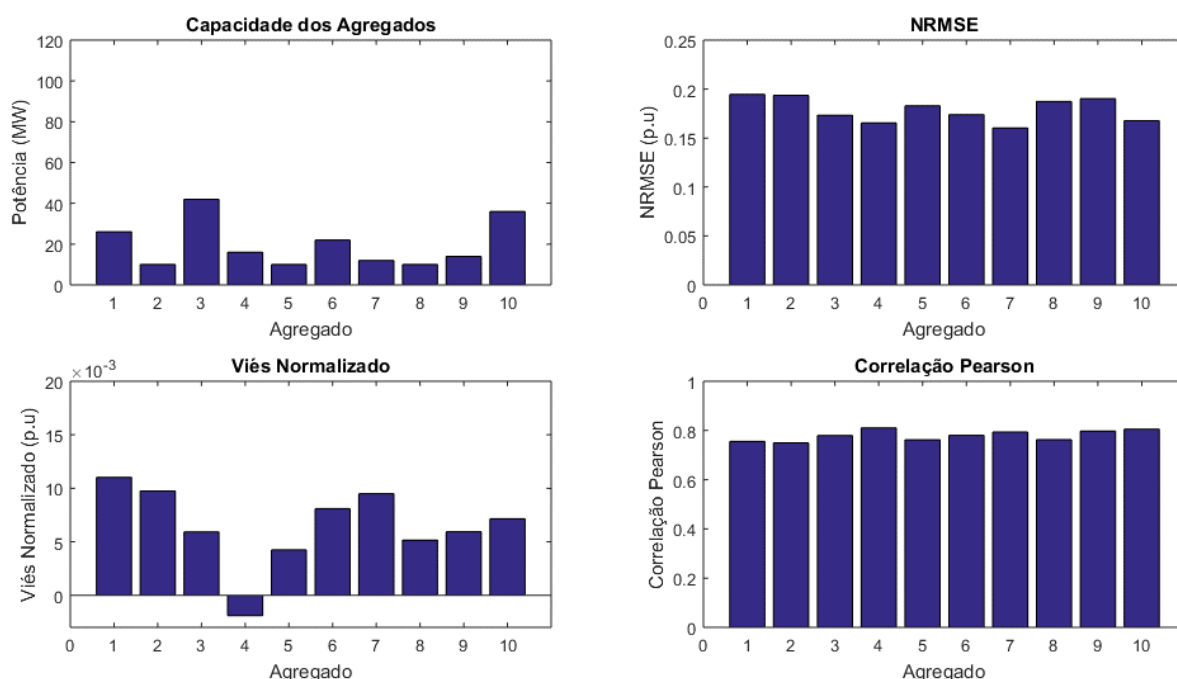 Capacidade dos Agregados
Potência (MW)
120
100
80
60
40
20
0
1 2 3 4 5 6 7 8 9 10
Agregado
NRMSE
NRMSE (p.u)
0.25
0.2
0.15
0.1
0.05
0
0 1 2 3 4 5 6 7 8 9 10
Agregado
Viés Normalizado
Viés Normalizado (p.u)
×10-3
20
15
10
5
0
0 1 2 3 4 5 6 7 8 9 10
Agregado
Correlação Pearson
Correlação Pearson
1
0.8
0.6
0.4
0.2
0
0 1 2 3 4 5 6 7 8 9 10
Agregado